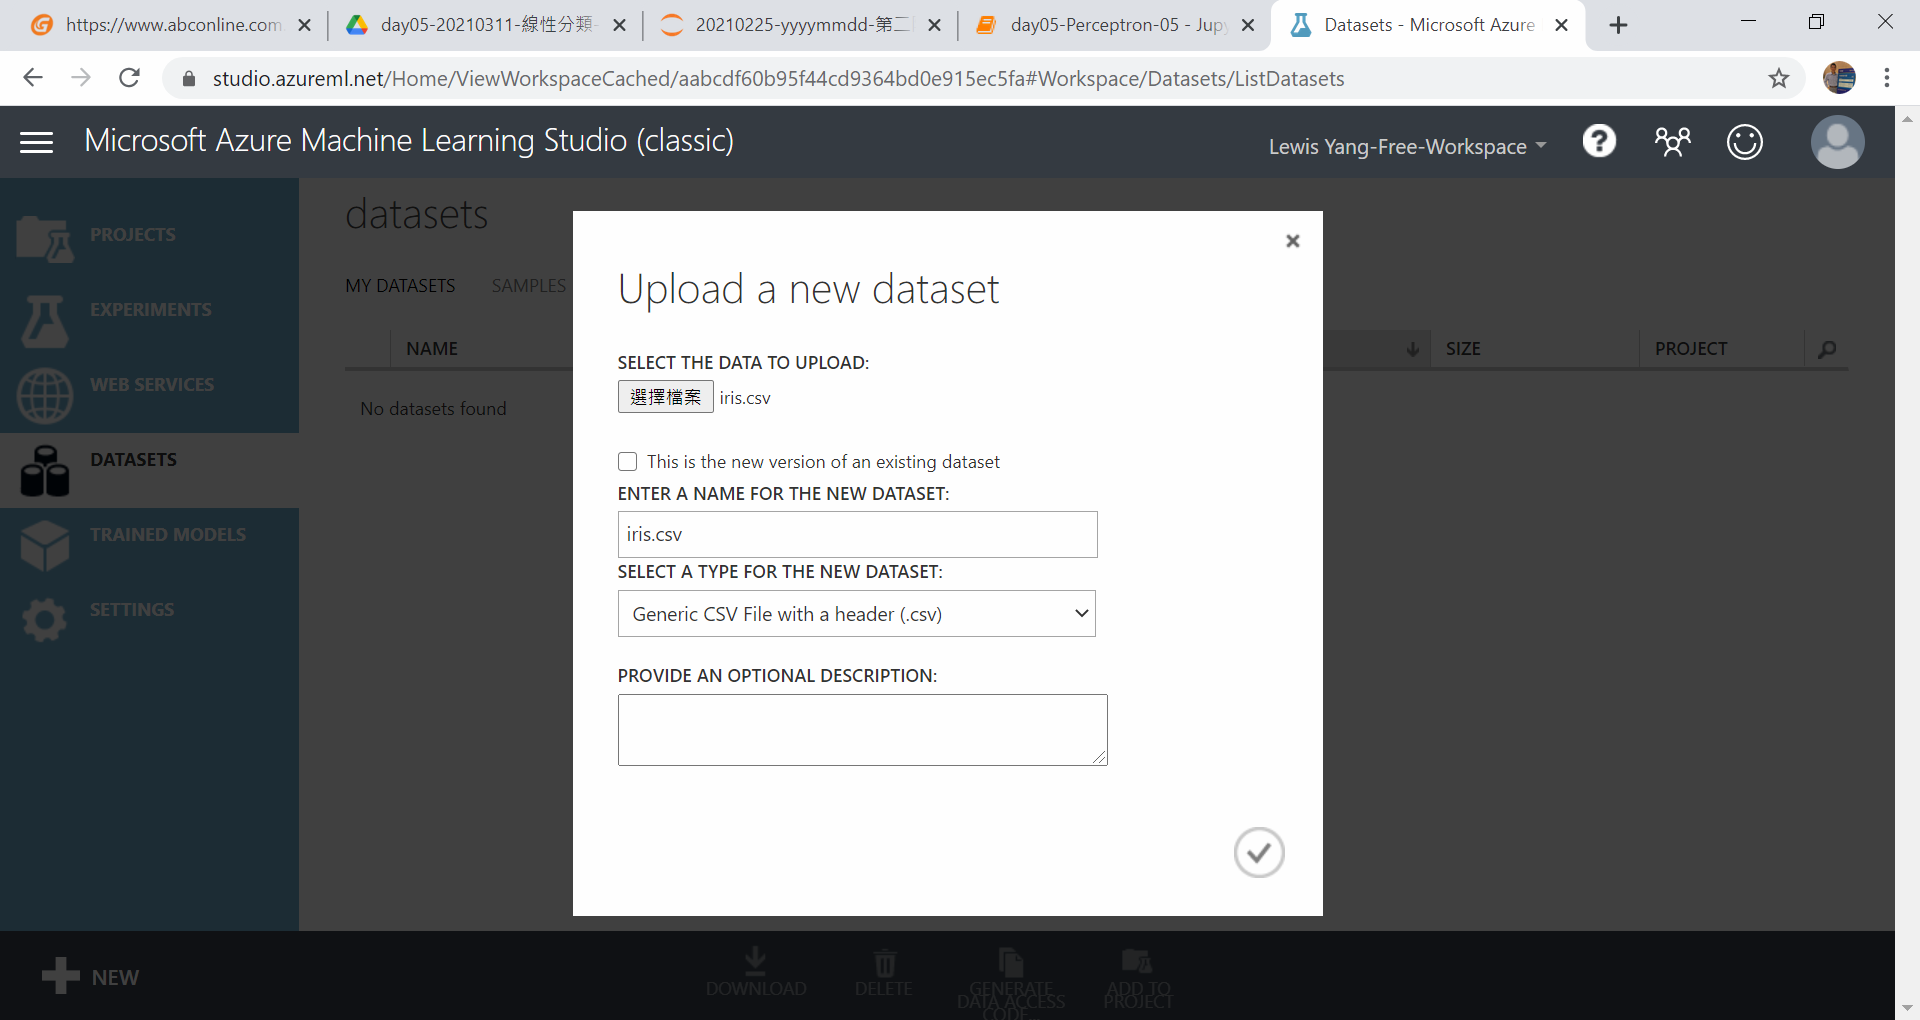 https://www.abconline.com.
day05-20210311-線性分類-
20210225-yyyymmdd-第二
day05-Perceptron-05 - Jupy
Datasets - Microsoft Azure
studio.azureml.net/Home/ViewWorkspaceCached/aabcdf60b95f44cd9364bd0e915ec5fa#Workspace/Datasets/ListDatasets
Microsoft Azure Machine Learning Studio (classic)
Lewis Yang-Free-Workspace
PROJECTS
EXPERIMENTS
WEB SERVICES
DATASETS
TRAINED MODELS
SETTINGS
datasets
MY DATASETS
SAMPLES
NAME
SIZE
PROJECT
No datasets found
Upload a new dataset
SELECT THE DATA TO UPLOAD:
選擇檔案 iris.csv
This is the new version of an existing dataset
ENTER A NAME FOR THE NEW DATASET:
iris.csv
SELECT A TYPE FOR THE NEW DATASET:
Generic CSV File with a header (.csv)
PROVIDE AN OPTIONAL DESCRIPTION:
NEW
DOWNLOAD
DELETE
GENERATE
DATA ACCESS
CODE...
ADD TO
PROJECT